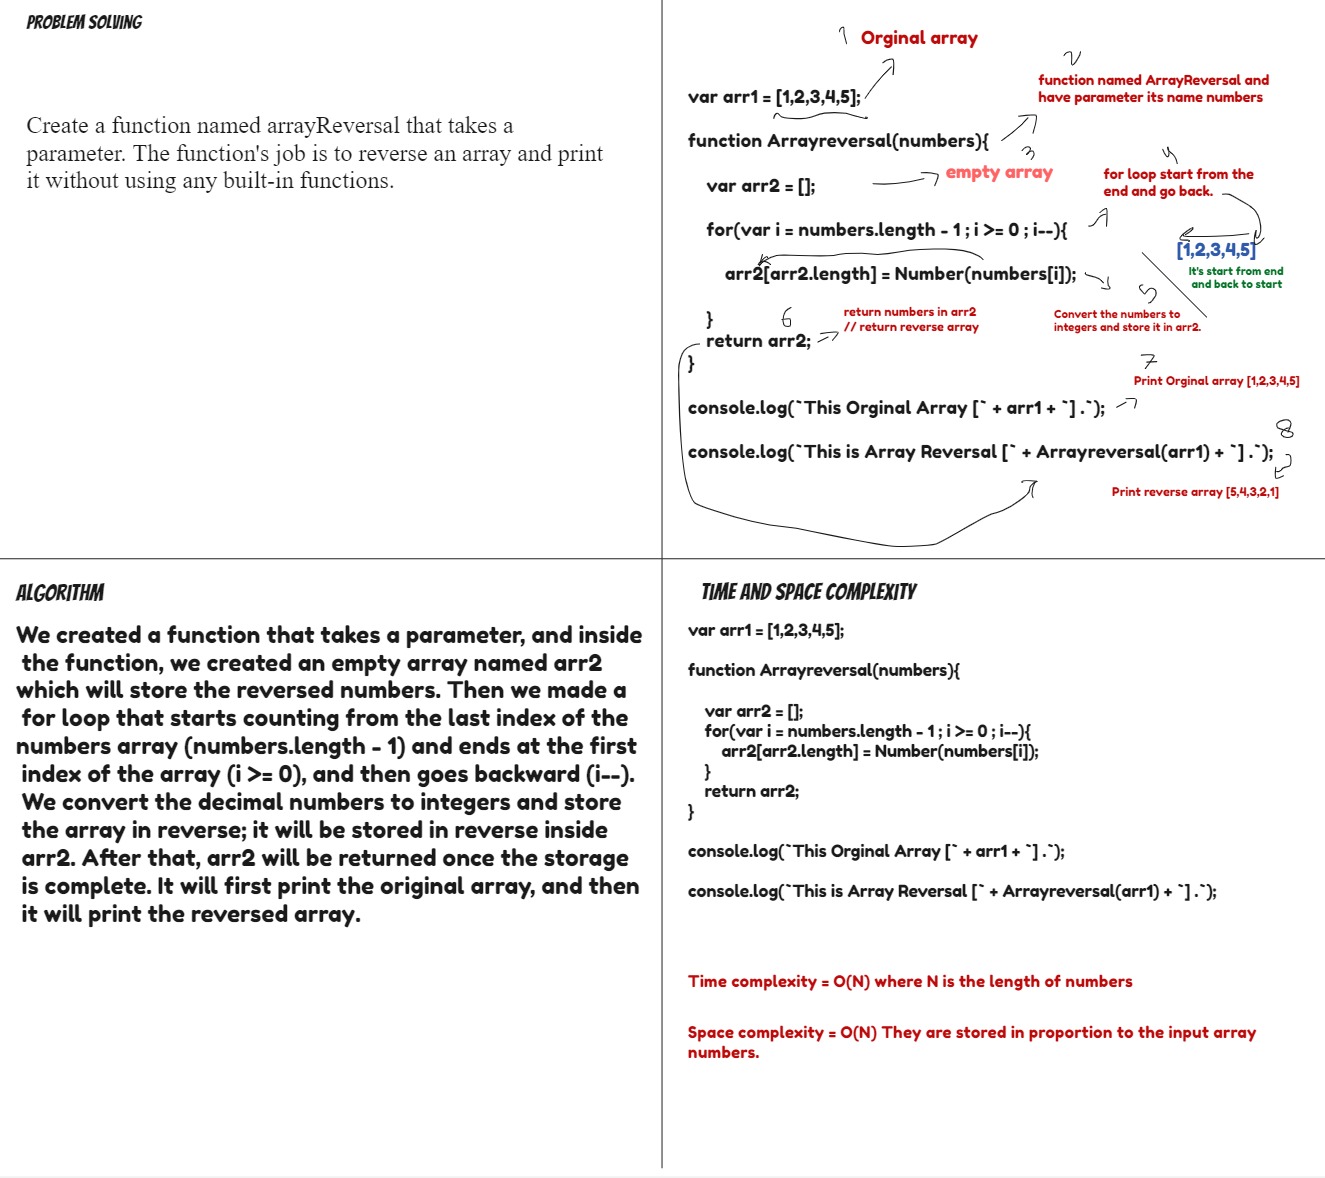 PROBLEM SOLVING
Create a function named arrayReversal that takes a
parameter. The function's job is to reverse an array and print
it without using any built-in functions.
1 Orginal array
2
function named ArrayReversal and
have parameter its name numbers
var arr1 = [1,2,3,4,5];
function Arrayreversal(numbers){
3
empty array
var arr2 = [];
4
for loop start from the
end and go back.
for(var i = numbers.length - 1 ; i >= 0 ; i--){
[1,2,3,4,5]
It's start from end
and back to start
arr2[arr2.length] = Number(numbers[i]);
5
Convert the numbers to
integers and store it in arr2.
}
6
return numbers in arr2
// return reverse array
return arr2;
}
7
Print Orginal array [1,2,3,4,5]
console.log(`This Orginal Array [` + arr1 + `] .`);
8
console.log(`This is Array Reversal [` + Arrayreversal(arr1) + `] .`);
Print reverse array [5,4,3,2,1]
ALGORITHM
We created a function that takes a parameter, and inside
the function, we created an empty array named arr2
which will store the reversed numbers. Then we made a
for loop that starts counting from the last index of the
numbers array (numbers.length - 1) and ends at the first
index of the array (i >= 0), and then goes backward (i--).
We convert the decimal numbers to integers and store
the array in reverse; it will be stored in reverse inside
arr2. After that, arr2 will be returned once the storage
is complete. It will first print the original array, and then
it will print the reversed array.
TIME AND SPACE COMPLEXITY
var arr1 = [1,2,3,4,5];
function Arrayreversal(numbers){
var arr2 = [];
for(var i = numbers.length - 1 ; i >= 0 ; i--){
arr2[arr2.length] = Number(numbers[i]);
}
return arr2;
}
console.log(`This Orginal Array [` + arr1 + `] .`);
console.log(`This is Array Reversal [` + Arrayreversal(arr1) + `] .`);
Time complexity = O(N) where N is the length of numbers
Space complexity = O(N) They are stored in proportion to the input array
numbers.